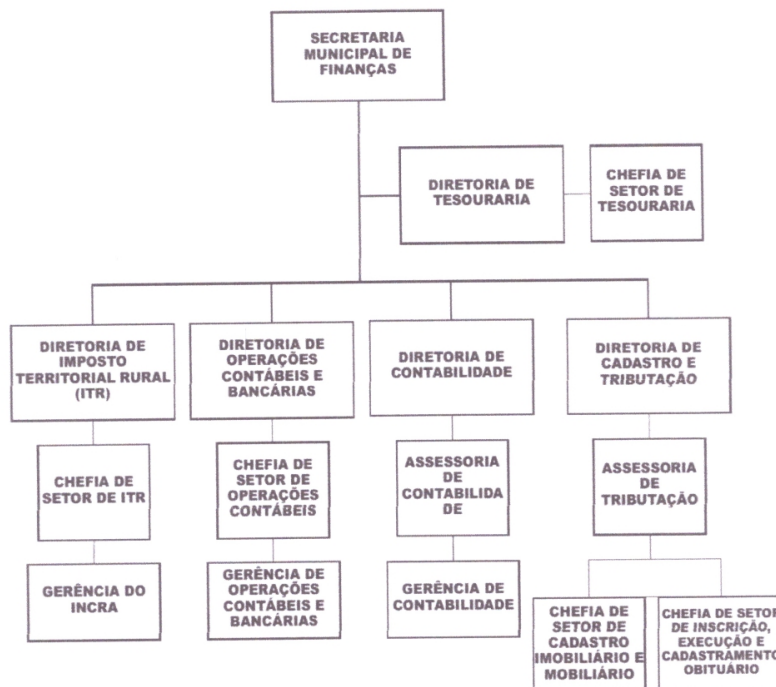 SECRETARIA
MUNICIPAL DE
FINANÇAS
DIRETORIA DE
TESOURARIA
CHEFIA DE
SETOR DE
TESOURARIA
DIRETORIA DE
IMPOSTO
TERRITORIAL RURAL
(ITR)
DIRETORIA DE
OPERAÇÕES
CONTÁBEIS E
BANCÁRIAS
DIRETORIA DE
CONTABILIDADE
DIRETORIA DE
CADASTRO E
TRIBUTAÇÃO
CHEFIA DE
SETOR DE ITR
CHEFIA DE
SETOR DE
OPERAÇÕES
CONTÁBEIS
ASSESSORIA
DE
CONTABILIDA
DE
ASSESSORIA
DE
TRIBUTAÇÃO
GERÊNCIA DO
INCRA
GERÊNCIA DE
OPERAÇÕES
CONTÁBEIS E
BANCÁRIAS
GERÊNCIA DE
CONTABILIDADE
CHEFIA DE
SETOR DE
CADASTRO
IMOBILIÁRIO E
MOBILIÁRIO
CHEFIA DE SETOR
DE INSCRIÇÃO,
EXECUÇÃO E
CADASTRAMENTO
OBITUÁRIO